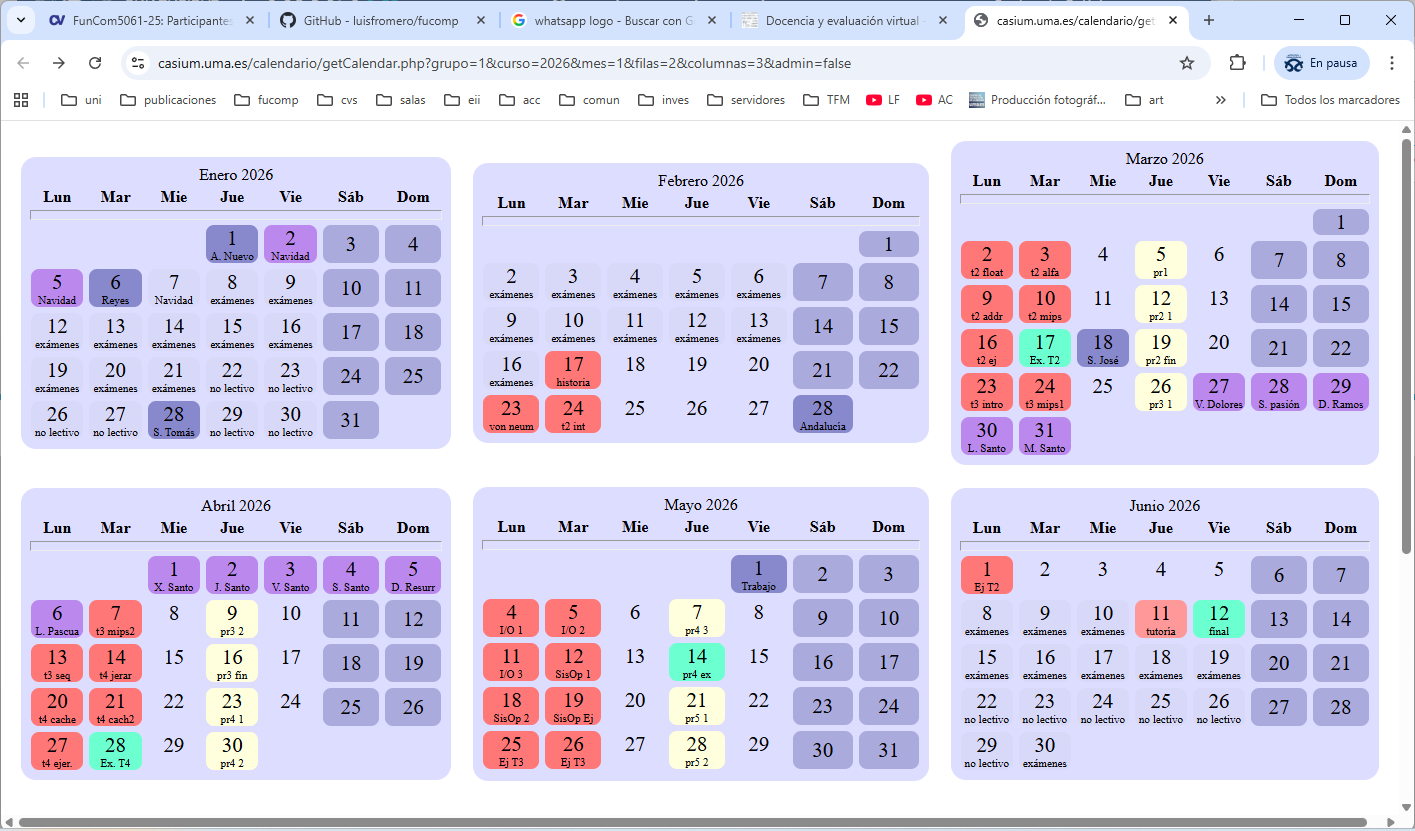 FunCom5061-25: Participantes
GitHub - luisfromero/fucomp
whatsapp logo - Buscar con G
Docencia y evaluación virtual
casium.uma.es/calendario/get
casium.uma.es/calendario/getCalendar.php?grupo=1&curso=2026&mes=1&filas=2&columnas=3&admin=false
En pausa
uni publicaciones fucomp cvs salas eii acc comun inves servidores TFM LF AC Producción fotográf... art » Todos los marcadores
Enero 2026
Lun Mar Mie Jue Vie Sáb Dom
1 2 3 4
A. Nuevo Navidad
5 6 7 8 9 10 11
Navidad Reyes Navidad exámenes exámenes
12 13 14 15 16 17 18
exámenes exámenes exámenes exámenes exámenes
19 20 21 22 23 24 25
exámenes exámenes exámenes no lectivo no lectivo
26 27 28 29 30 31
no lectivo no lectivo S. Tomás no lectivo no lectivo
Febrero 2026
Lun Mar Mie Jue Vie Sáb Dom
1
2 3 4 5 6 7 8
exámenes exámenes exámenes exámenes exámenes
9 10 11 12 13 14 15
exámenes exámenes exámenes exámenes exámenes
16 17 18 19 20 21 22
exámenes historia
23 24 25 26 27 28
von neum t2 int Andalucía
Marzo 2026
Lun Mar Mie Jue Vie Sáb Dom
1
2 3 4 5 6 7 8
t2 float t2 alfa pr1
9 10 11 12 13 14 15
t2 addr t2 mips pr2 1
16 17 18 19 20 21 22
t2 ej Ex. T2 S. José pr2 fin
23 24 25 26 27 28 29
t3 intro t3 mips1 pr3 1 V. Dolores S. pasión D. Ramos
30 31
L. Santo M. Santo
Abril 2026
Lun Mar Mie Jue Vie Sáb Dom
1 2 3 4 5
X. Santo J. Santo V. Santo S. Santo D. Resurr
6 7 8 9 10 11 12
L. Pascua t3 mips2 pr3 2
13 14 15 16 17 18 19
t3 seq t4 jerar pr3 fin
20 21 22 23 24 25 26
t4 cache t4 cach2 pr4 1
27 28 29 30
t4 ejer. Ex. T4 pr4 2
Mayo 2026
Lun Mar Mie Jue Vie Sáb Dom
1 2 3
Trabajo
4 5 6 7 8 9 10
I/O 1 I/O 2 pr4 3
11 12 13 14 15 16 17
I/O 3 SisOp 1 pr4 ex
18 19 20 21 22 23 24
SisOp 2 SisOp Ej pr5 1
25 26 27 28 29 30 31
Ej T3 Ej T3 pr5 2
Junio 2026
Lun Mar Mie Jue Vie Sáb Dom
1 2 3 4 5 6 7
Ej T2
8 9 10 11 12 13 14
exámenes exámenes exámenes tutoría final
15 16 17 18 19 20 21
exámenes exámenes exámenes exámenes exámenes
22 23 24 25 26 27 28
no lectivo no lectivo no lectivo no lectivo no lectivo
29 30
no lectivo exámenes